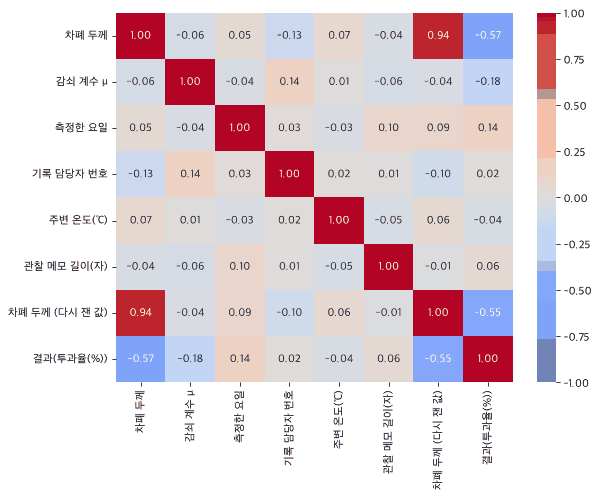 차폐 두께 1.00 −0.06 0.05 −0.13 0.07 −0.04 0.94 −0.57
감쇠 계수 μ −0.06 1.00 −0.04 0.14 0.01 −0.06 −0.04 −0.18
측정한 요일 0.05 −0.04 1.00 0.03 −0.03 0.10 0.09 0.14
기록 담당자 번호 −0.13 0.14 0.03 1.00 0.02 0.01 −0.10 0.02
주변 온도(℃) 0.07 0.01 −0.03 0.02 1.00 −0.05 0.06 −0.04
관찰 메모 길이(자) −0.04 −0.06 0.10 0.01 −0.05 1.00 −0.01 0.06
차폐 두께 (다시 잰 값) 0.94 −0.04 0.09 −0.10 0.06 −0.01 1.00 −0.55
결과(투과율(%)) −0.57 −0.18 0.14 0.02 −0.04 0.06 −0.55 1.00
차폐 두께
감쇠 계수 μ
측정한 요일
기록 담당자 번호
주변 온도(℃)
관찰 메모 길이(자)
차폐 두께 (다시 잰 값)
결과(투과율(%))
1.00
0.75
0.50
0.25
0.00
−0.25
−0.50
−0.75
−1.00